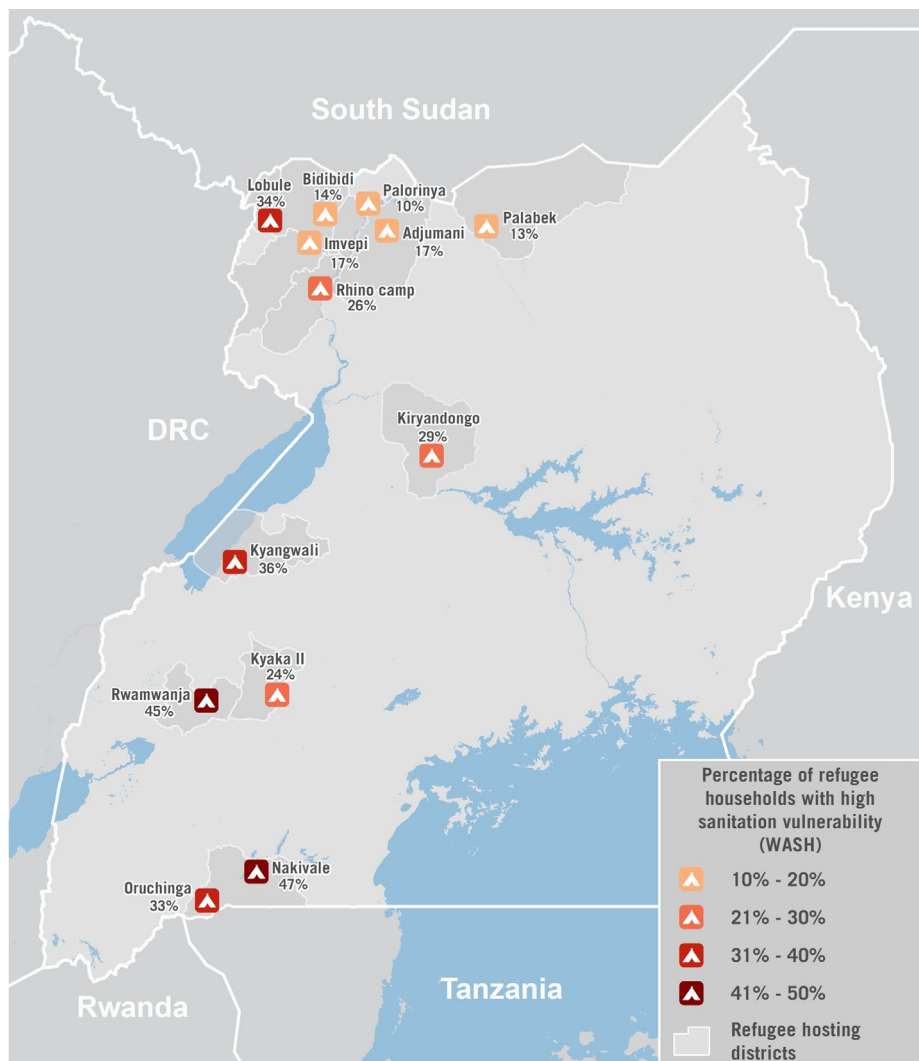 South Sudan
Lobule
34%
Bidibidi
14%
Palorinya
10%
Imvepi
17%
Adjumani
17%
Palabek
13%
Rhino camp
26%
DRC
Kiryandongo
29%
Kyangwali
36%
Kenya
Kyaka II
24%
Rwamwanja
45%
Nakivale
47%
Oruchinga
33%
Rwanda
Tanzania
Percentage of refugee
households with high
sanitation vulnerability
(WASH)
10% - 20%
21% - 30%
31% - 40%
41% - 50%
Refugee hosting
districts